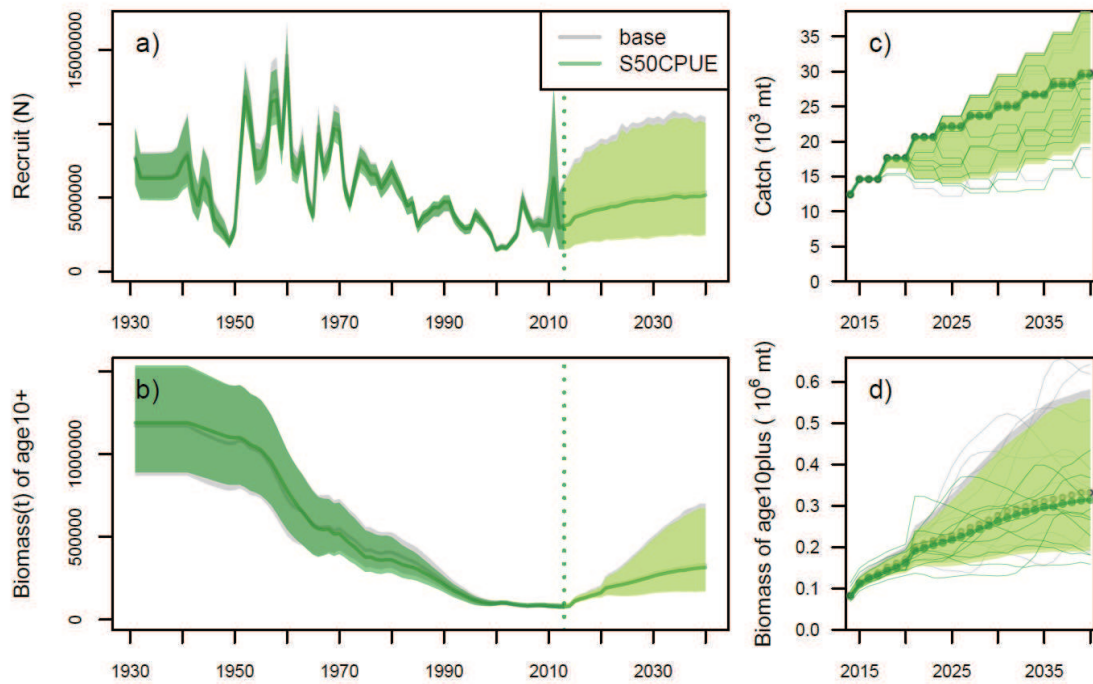 a)
base
S50CPUE
Recruit (N)
0 5000000 15000000
1930 1950 1970 1990 2010 2030
c)
Catch (10³ mt)
35
30
25
20
15
10
5
0
2015 2025 2035
b)
Biomass(t) of age10+
0 500000 1000000
1930 1950 1970 1990 2010 2030
d)
Biomass of age10plus ( 10⁶ mt)
0.6
0.5
0.4
0.3
0.2
0.1
0.0
2015 2025 2035